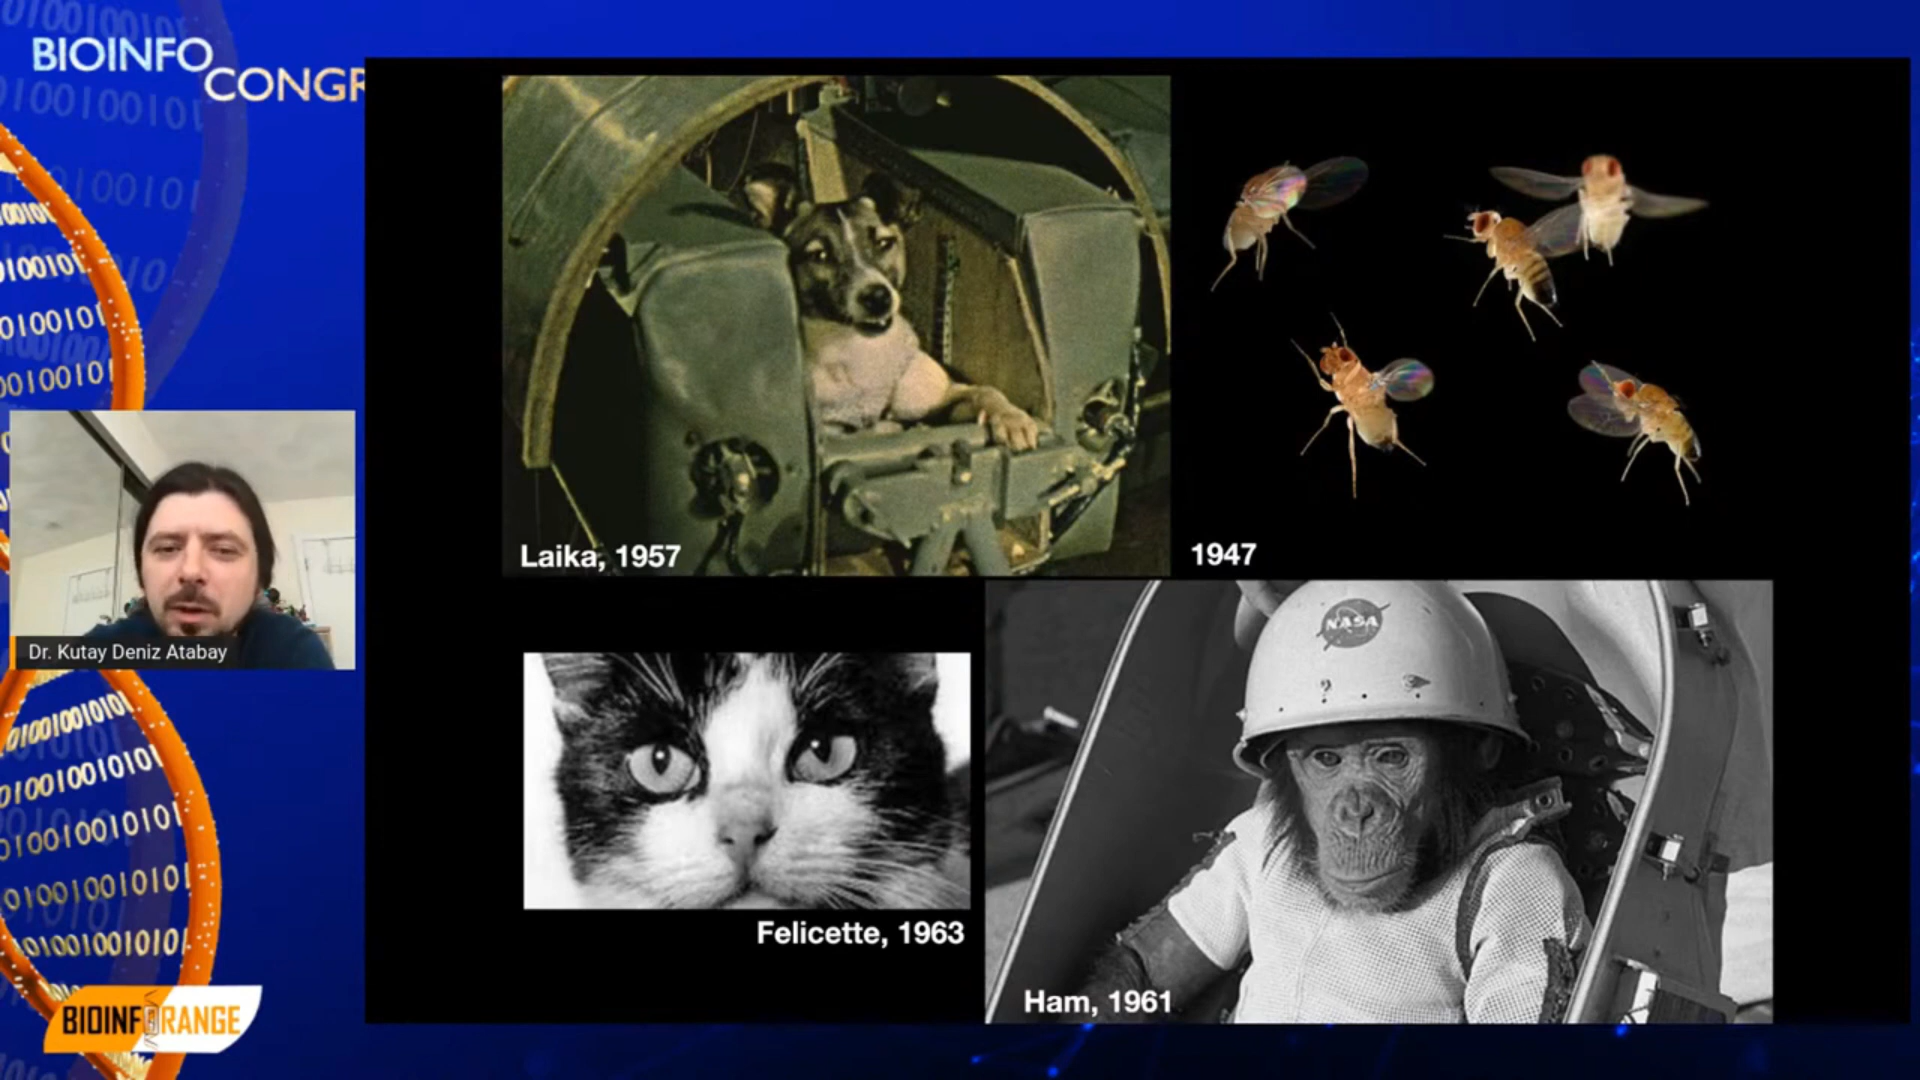 BIOINFO
CONGR
Laika, 1957
1947
Dr. Kutay Deniz Atabay
NASA
Felicette, 1963
Ham, 1961
BIOINFORANGE